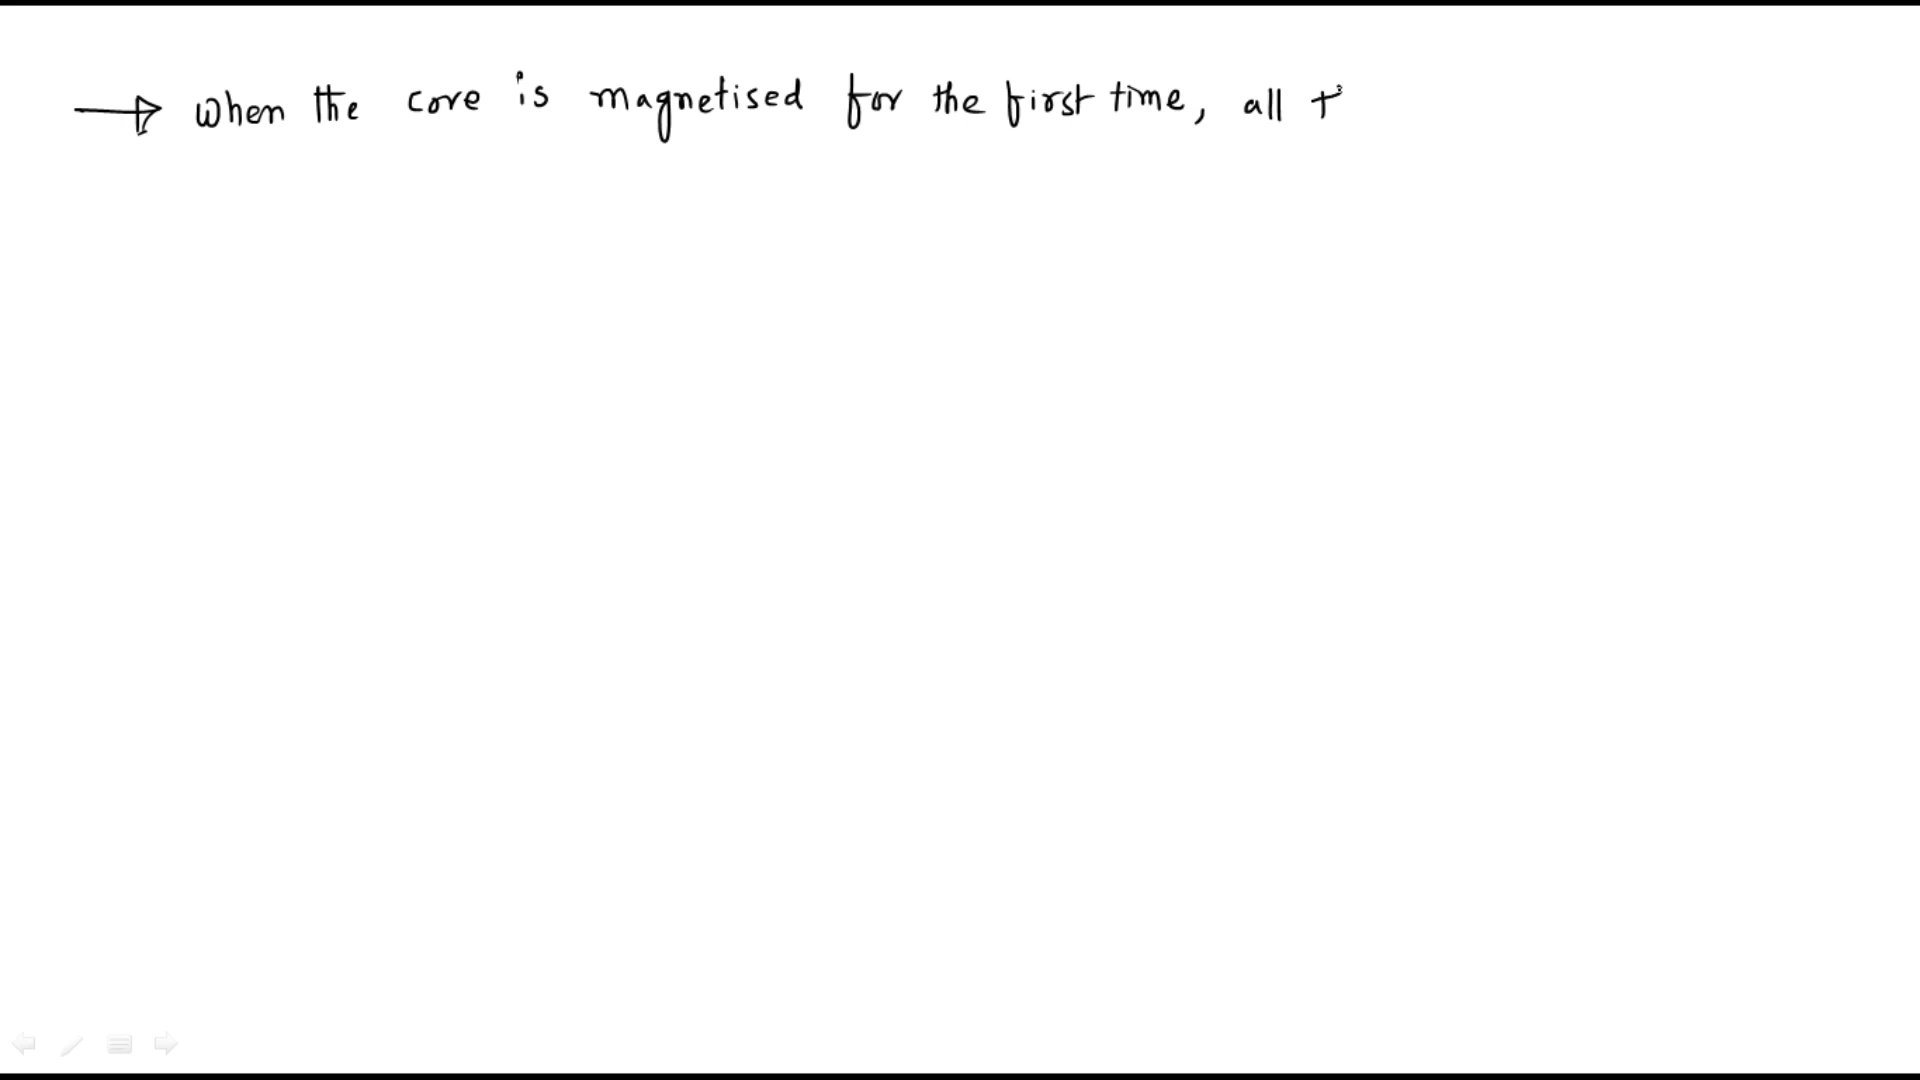 → when the core is magnetised for the first time, all t